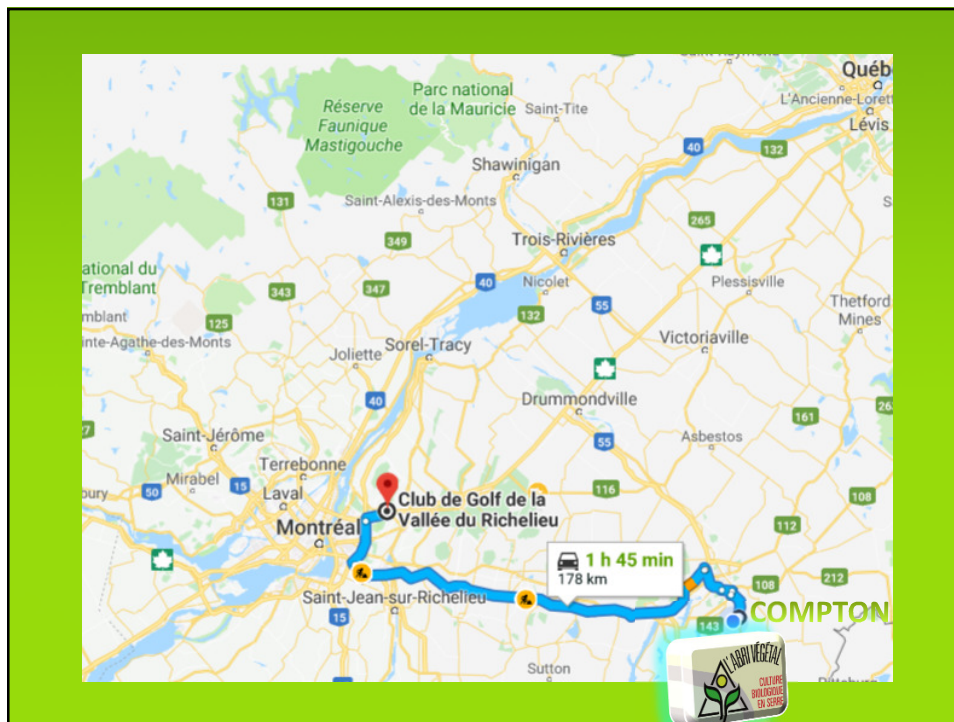 Québ
L'Ancienne-Lorett
Lévis
Parc national
de la Mauricie
Saint-Tite
Réserve
Faunique
Mastigouche
40
132
Shawinigan
131
Saint-Alexis-des-Monts
265
349
Trois-Rivières
ational du
Tremblant
343
347
40
Nicolet
55
Plessisville
mblant
125
132
Thetford
Mines
inte-Agathe-des-Monts
Joliette
Sorel-Tracy
Victoriaville
40
Drummondville
161
Saint-Jérôme
55
Asbestos
Terrebonne
Mirabel
15
50
Laval
116
108
Club de Golf de la
Vallée du Richelieu
Montréal
112
1 h 45 min
178 km
108
212
Saint-Jean-sur-Richelieu
15
143
COMPTON
Sutton
L'ABRI VÉGÉTAL
CULTURE
BIOLOGIQUE
EN SERRE